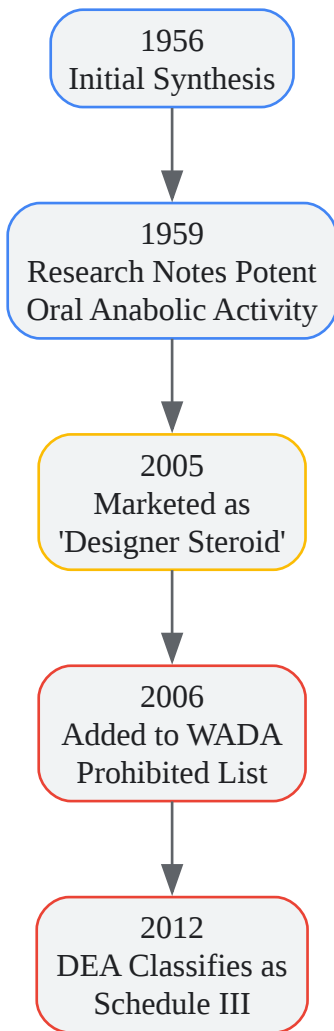 1956
Initial Synthesis
1959
Research Notes Potent
Oral Anabolic Activity
2005
Marketed as
'Designer Steroid'
2006
Added to WADA
Prohibited List
2012
DEA Classifies as
Schedule III